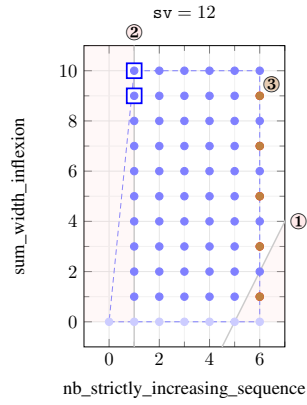 sv = 12
②
10
③
8
6
4
①
2
0
0 2 4 6
sum_width_inflexion
nb_strictly_increasing_sequence